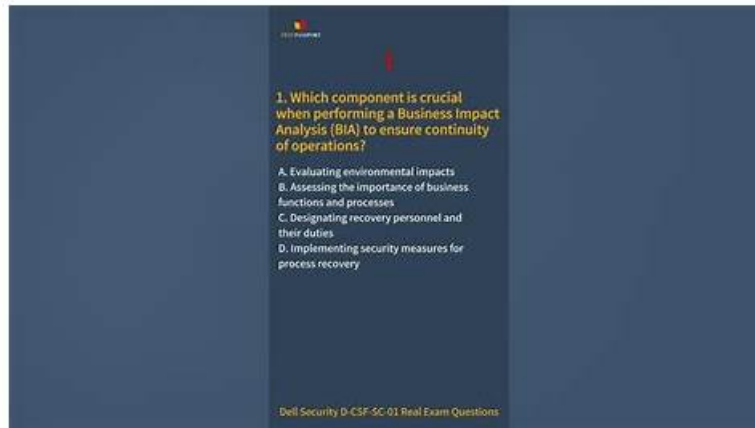 1. Which component is crucial
when performing a Business Impact
Analysis (BIA) to ensure continuity
of operations?
A. Evaluating environmental impacts
B. Assessing the importance of business
functions and processes
C. Designating recovery personnel and
their duties
D. Implementing security measures for
process recovery
Dell Security D-CSF-SC-01 Real Exam Questions